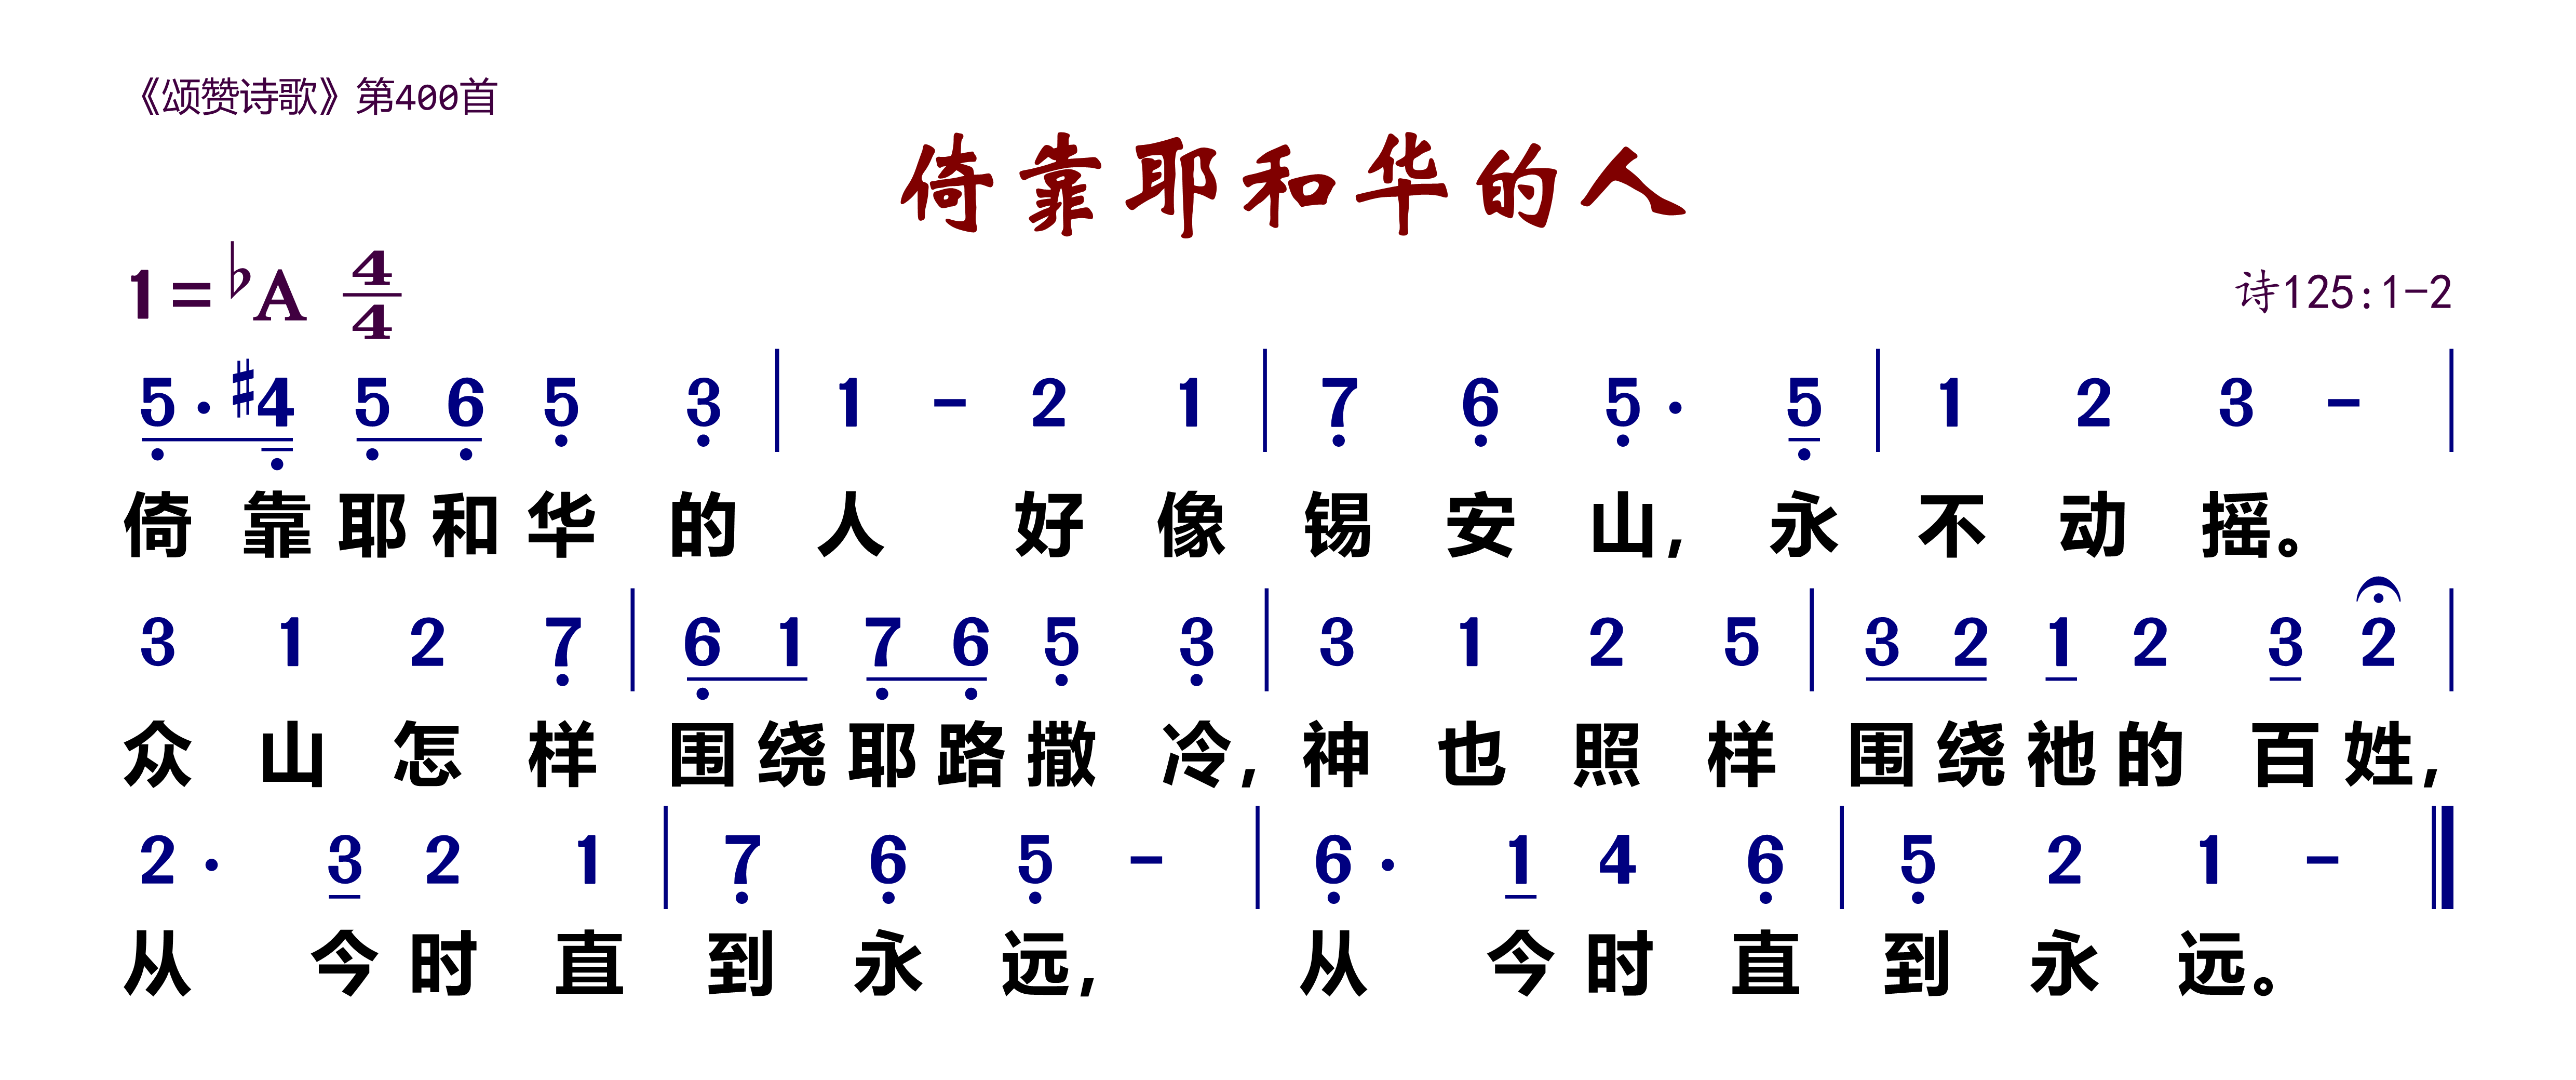 《颂赞诗歌》第400首
倚靠耶和华的人
1=♭A 4/4
诗125:1-2
5· #4 5 6 5 3 | 1 - 2 1 | 7 6 5· 5 | 1 2 3 - |
倚靠耶和华的人 好像锡安山,永不动摇。
3 1 2 7 | 6 1 7 6 5 3 | 3 1 2 5 | 3 2 1 2 3 2 |
众山怎样围绕耶路撒冷,神也照样围绕祂的百姓,
2· 3 2 1 | 7 6 5 - | 6· 1 4 6 | 5 2 1 - ‖
从今时直到永远, 从今时直到永远。